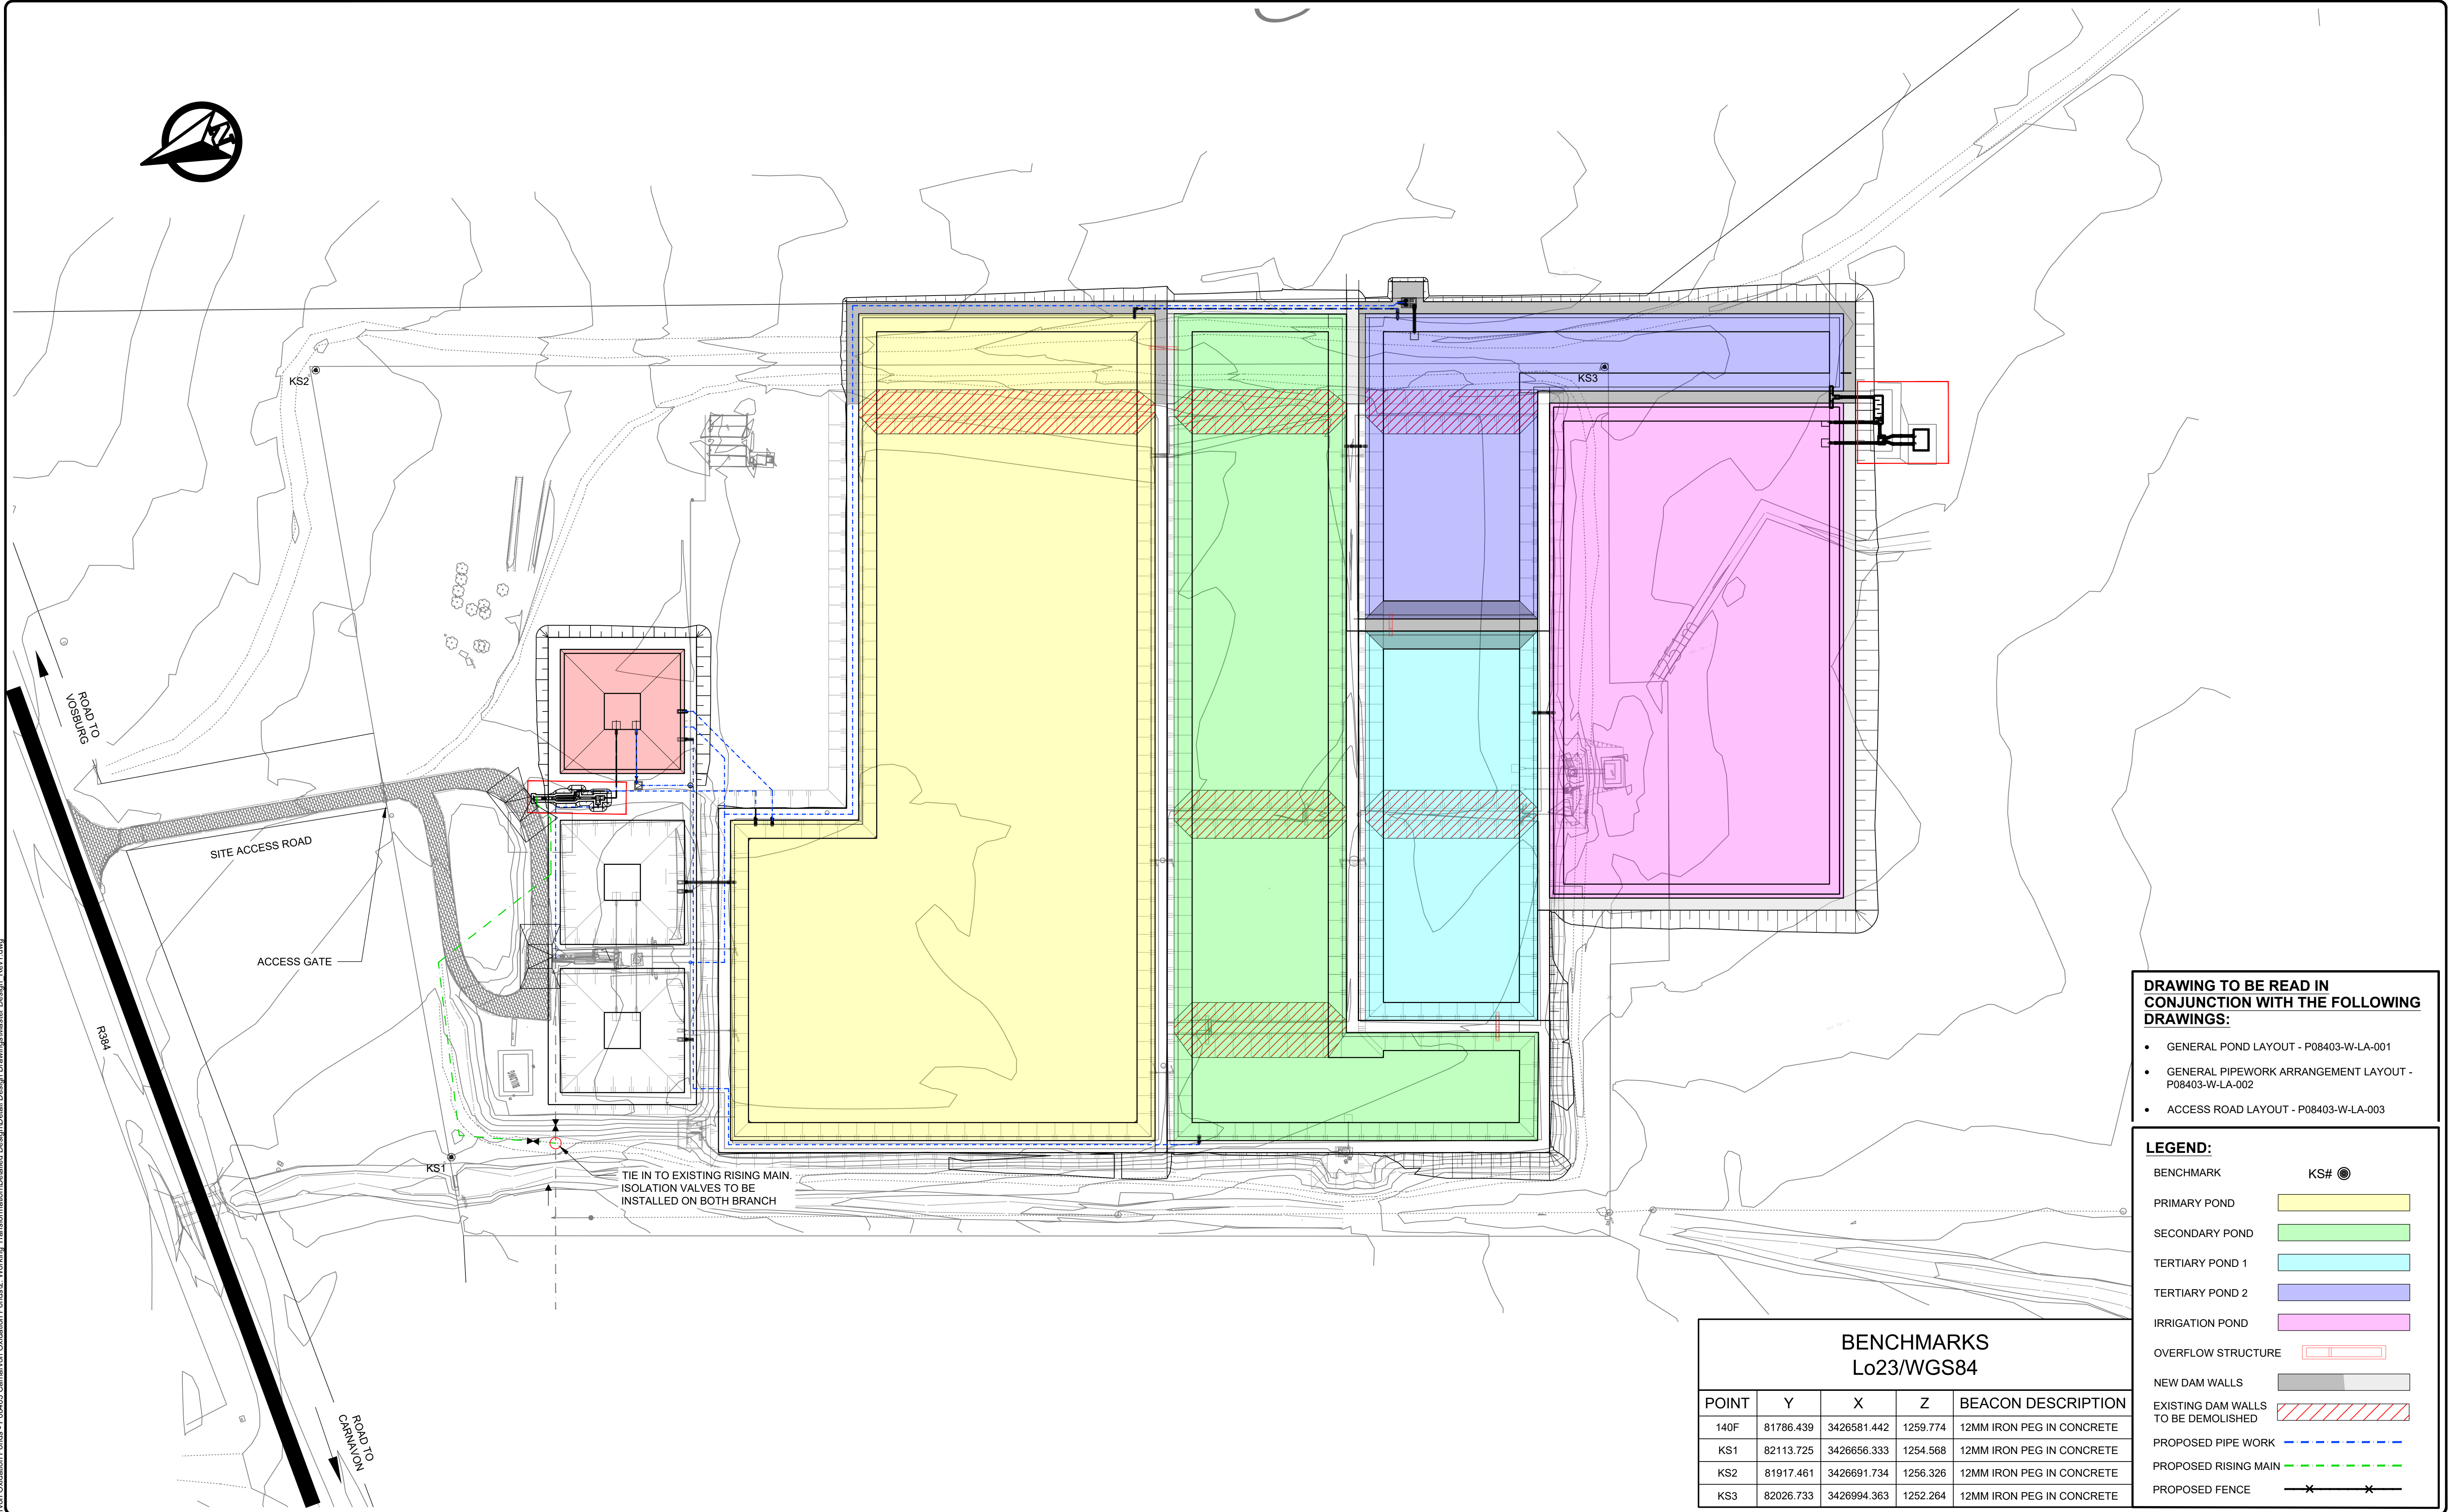 KS2
KS3
ROAD TO
VOSBURG
SITE ACCESS ROAD
ACCESS GATE
R384
KS1
TIE IN TO EXISTING RISING MAIN.
ISOLATION VALVES TO BE
INSTALLED ON BOTH BRANCH
ROAD TO
CARNAVON
DRAWING TO BE READ IN
CONJUNCTION WITH THE FOLLOWING
DRAWINGS:
• GENERAL POND LAYOUT - P08403-W-LA-001
• GENERAL PIPEWORK ARRANGEMENT LAYOUT -
P08403-W-LA-002
• ACCESS ROAD LAYOUT - P08403-W-LA-003
LEGEND:
BENCHMARK KS#
PRIMARY POND
SECONDARY POND
TERTIARY POND 1
TERTIARY POND 2
IRRIGATION POND
OVERFLOW STRUCTURE
NEW DAM WALLS
EXISTING DAM WALLS
TO BE DEMOLISHED
PROPOSED PIPE WORK
PROPOSED RISING MAIN
PROPOSED FENCE
BENCHMARKS
Lo23/WGS84
POINT Y X Z BEACON DESCRIPTION
140F 81786.439 3426581.442 1259.774 12MM IRON PEG IN CONCRETE
KS1 82113.725 3426656.333 1254.568 12MM IRON PEG IN CONCRETE
KS2 81917.461 3426691.734 1256.326 12MM IRON PEG IN CONCRETE
KS3 82026.733 3426994.363 1252.264 12MM IRON PEG IN CONCRETE